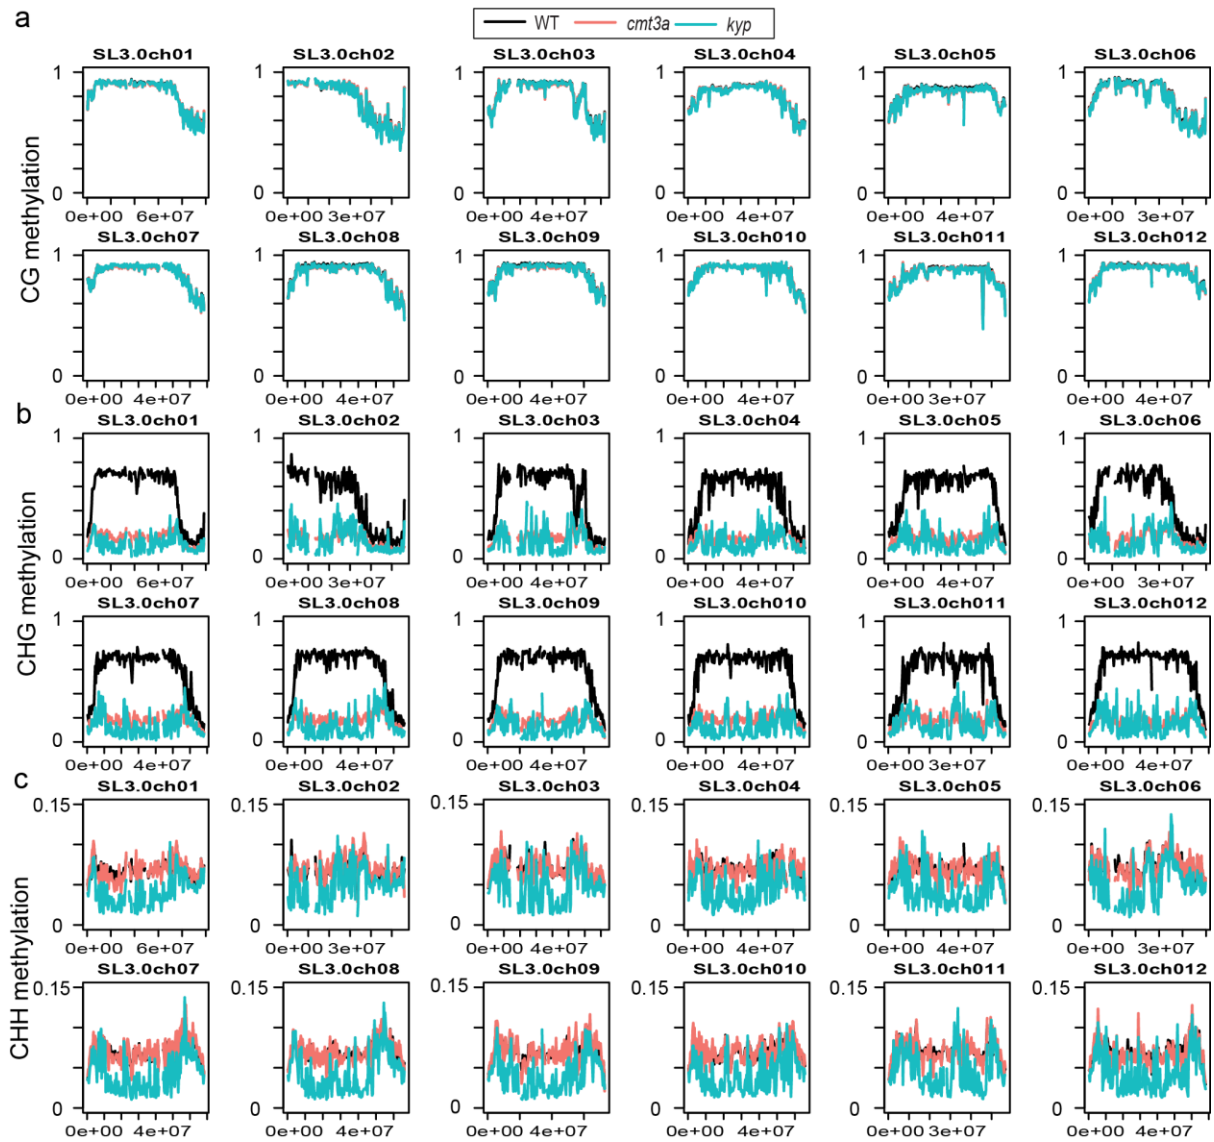 a
WT cmt3a kyp
SL3.0ch01 SL3.0ch02 SL3.0ch03 SL3.0ch04 SL3.0ch05 SL3.0ch06
1 1 1 1 1 1
CG methylation
0 0 0 0 0 0
0e+00 6e+07 0e+00 3e+07 0e+00 4e+07 0e+00 4e+07 0e+00 4e+07 0e+00 3e+07
SL3.0ch07 SL3.0ch08 SL3.0ch09 SL3.0ch010 SL3.0ch011 SL3.0ch012
1 1 1 1 1 1
0 0 0 0 0 0
0e+00 4e+07 0e+00 4e+07 0e+00 4e+07 0e+00 4e+07 0e+00 3e+07 0e+00 4e+07
b
SL3.0ch01 SL3.0ch02 SL3.0ch03 SL3.0ch04 SL3.0ch05 SL3.0ch06
1 1 1 1 1 1
CHG methylation
0 0 0 0 0 0
0e+00 6e+07 0e+00 3e+07 0e+00 4e+07 0e+00 4e+07 0e+00 4e+07 0e+00 3e+07
SL3.0ch07 SL3.0ch08 SL3.0ch09 SL3.0ch010 SL3.0ch011 SL3.0ch012
1 1 1 1 1 1
0 0 0 0 0 0
0e+00 4e+07 0e+00 4e+07 0e+00 4e+07 0e+00 4e+07 0e+00 3e+07 0e+00 4e+07
c
SL3.0ch01 SL3.0ch02 SL3.0ch03 SL3.0ch04 SL3.0ch05 SL3.0ch06
0.15 0.15 0.15 0.15 0.15 0.15
CHH methylation
0 0 0 0 0 0
0e+00 6e+07 0e+00 3e+07 0e+00 4e+07 0e+00 4e+07 0e+00 4e+07 0e+00 3e+07
SL3.0ch07 SL3.0ch08 SL3.0ch09 SL3.0ch010 SL3.0ch011 SL3.0ch012
0.15 0.15 0.15 0.15 0.15 0.15
0 0 0 0 0 0
0e+00 4e+07 0e+00 4e+07 0e+00 4e+07 0e+00 4e+07 0e+00 3e+07 0e+00 4e+07